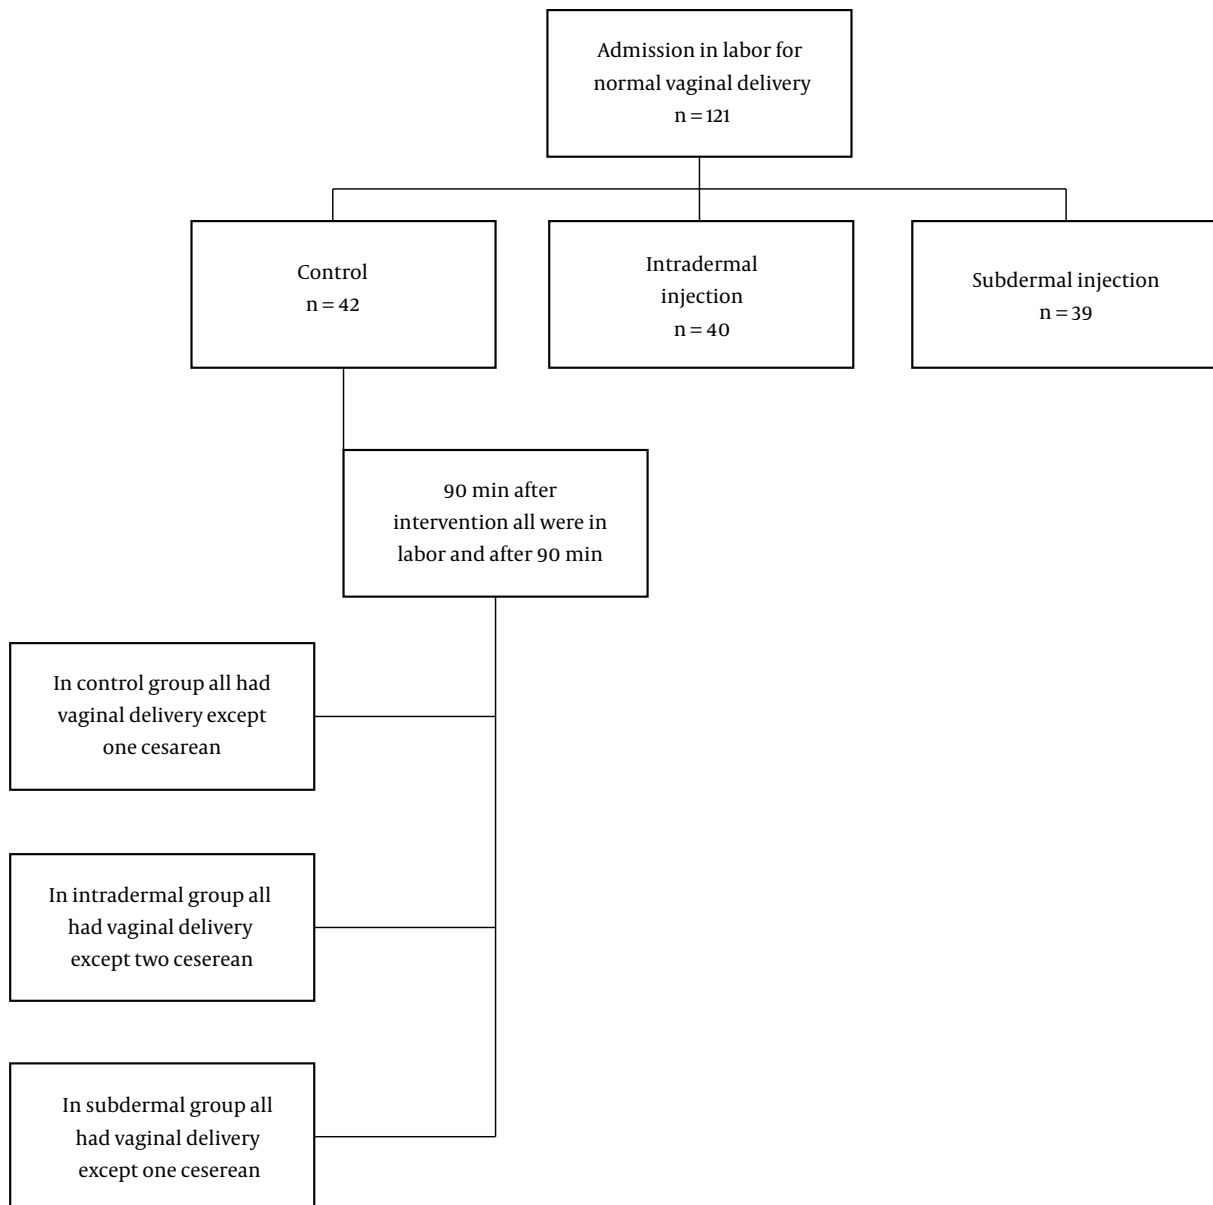 Admission in labor for
normal vaginal delivery
n = 121
Control
n = 42
Intradermal
injection
n = 40
Subdermal injection
n = 39
90 min after
intervention all were in
labor and after 90 min
In control group all had
vaginal delivery except
one cesarean
In intradermal group all
had vaginal delivery
except two ceserean
In subdermal group all
had vaginal delivery
except one ceserean